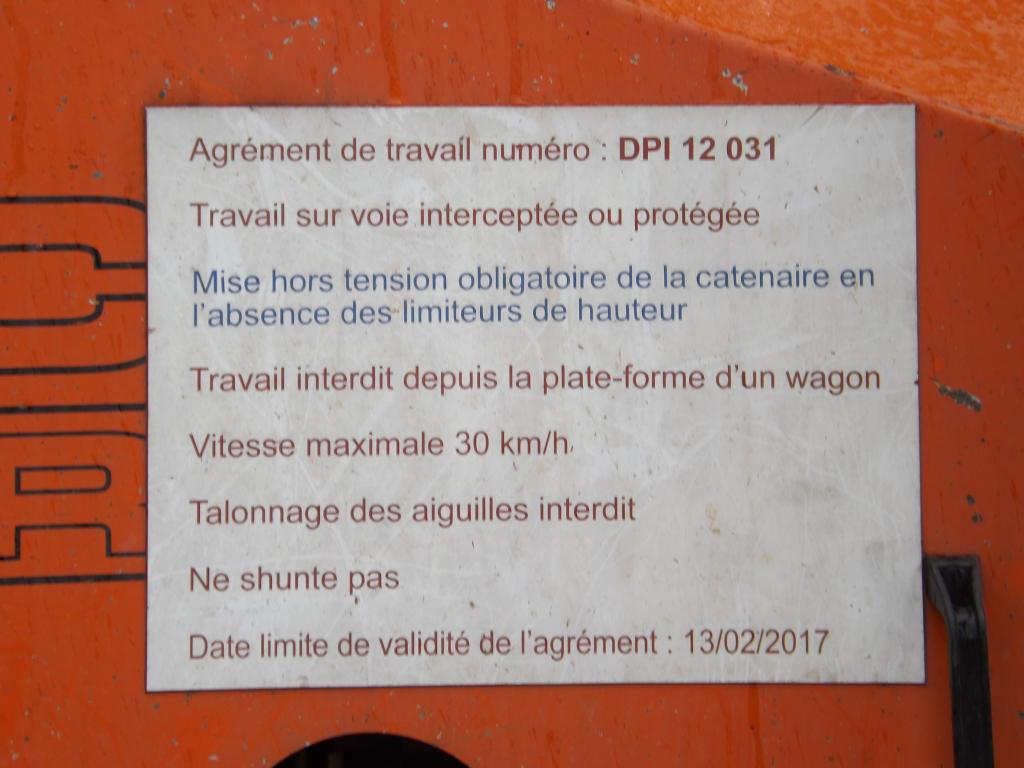 Agrément de travail numéro : DPI 12 031
Travail sur voie interceptée ou protégée
Mise hors tension obligatoire de la catenaire en
l'absence des limiteurs de hauteur
Travail interdit depuis la plate-forme d'un wagon
Vitesse maximale 30 km/h
Talonnage des aiguilles interdit
Ne shunte pas
Date limite de validité de l'agrément : 13/02/2017